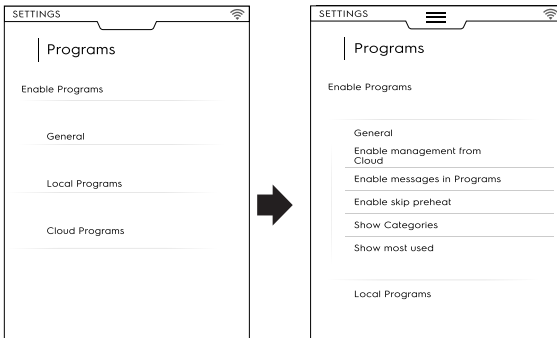 SETTINGS
Programs
Enable Programs
General
Local Programs
Cloud Programs
SETTINGS
Programs
Enable Programs
General
Enable management from
Cloud
Enable messages in Programs
Enable skip preheat
Show Categories
Show most used
Local Programs